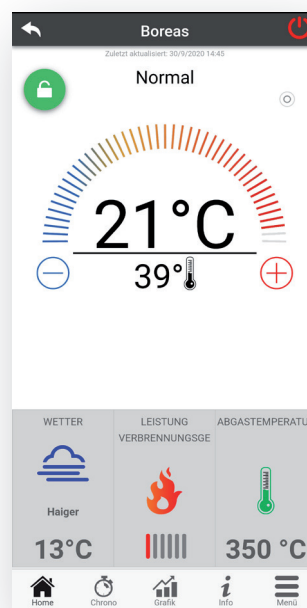 Boreas
Zuletzt aktualisiert: 30/9/2020 14:45
Normal
21°C
39°
WETTER
LEISTUNG
VERBRENNUNGSGE
ABGASTEMPERATU
Haiger
13°C
350 °C
Home
Chrono
Grafik
Info
Menü